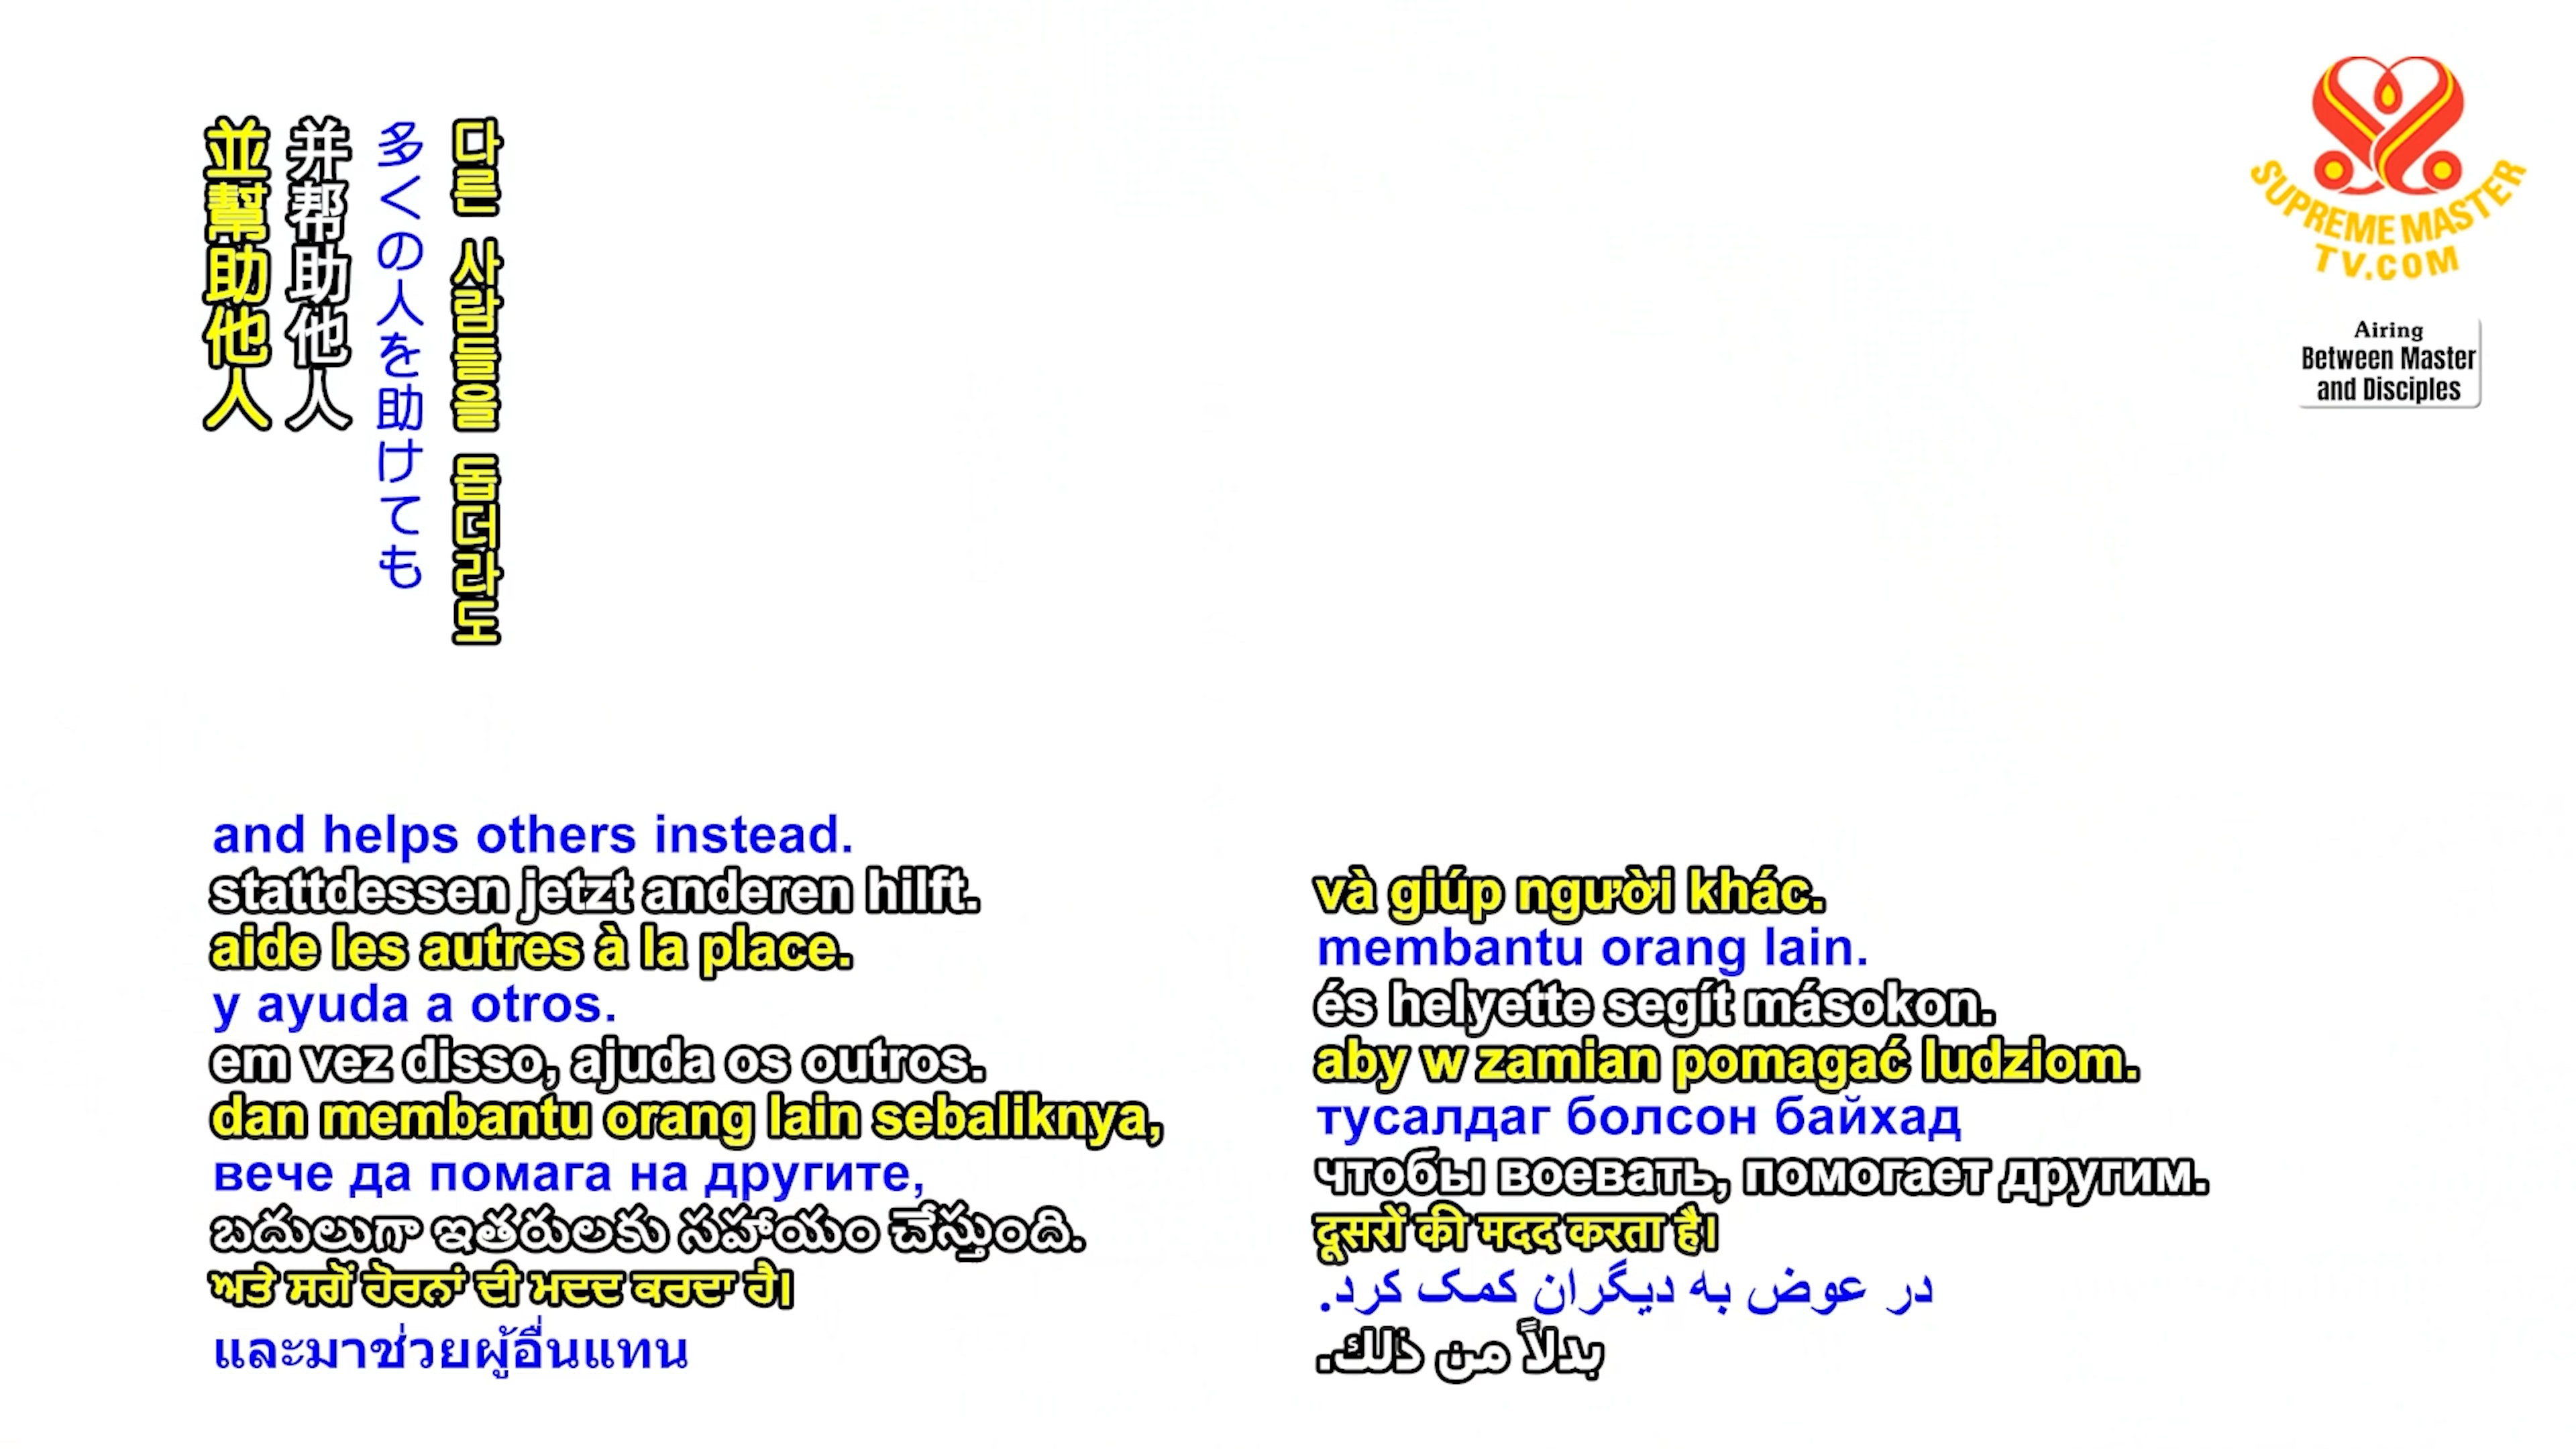 並幫助他人
并帮助他人
多くの人を助けても
다른 사람들을 돕더라도
SUPREME MASTER
TV.COM
Airing
Between Master
and Disciples
and helps others instead.
stattdessen jetzt anderen hilft.
aide les autres à la place.
y ayuda a otros.
em vez disso, ajuda os outros.
dan membantu orang lain sebaliknya,
вече да помага на другите,
బదులుగా ఇతరులకు సహాయం చేస్తుంది.
ਅਤੇ ਸਗੋਂ ਹੋਰਨਾਂ ਦੀ ਮਦਦ ਕਰਦਾ ਹੈ।
และมาช่วยผู้อื่นแทน
và giúp người khác.
membantu orang lain.
és helyette segít másokon.
aby w zamian pomagać ludziom.
тусалдаг болсон байхад
чтобы воевать, помогает другим.
दूसरों की मदद करता है।
در عوض به دیگران کمک کرد.
بدلاً من ذلك.